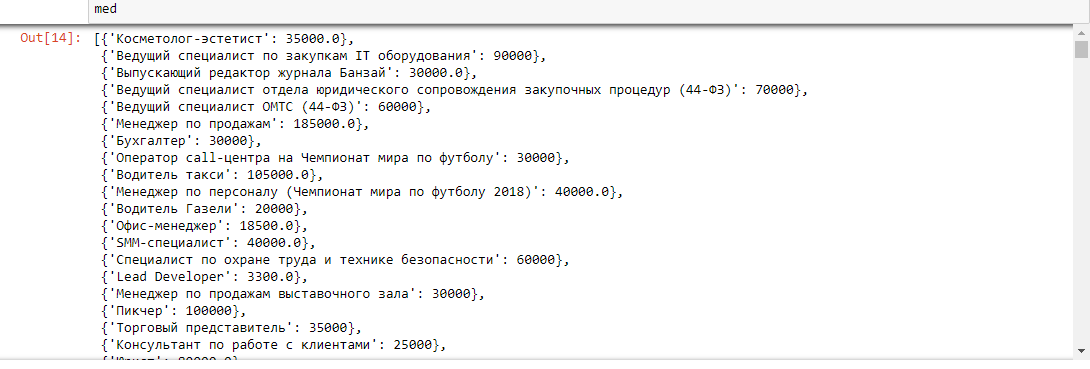 med
Out[14]: [{'Косметолог-эстетист': 35000.0},
{'Ведущий специалист по закупкам IT оборудования': 90000},
{'Выпускающий редактор журнала Банзай': 30000.0},
{'Ведущий специалист отдела юридического сопровождения закупочных процедур (44-ФЗ)': 70000},
{'Ведущий специалист ОМТС (44-ФЗ)': 60000},
{'Менеджер по продажам': 185000.0},
{'Бухгалтер': 30000},
{'Оператор call-центра на Чемпионат мира по футболу': 30000},
{'Водитель такси': 105000.0},
{'Менеджер по персоналу (Чемпионат мира по футболу 2018)': 40000.0},
{'Водитель Газели': 20000},
{'Офис-менеджер': 18500.0},
{'SMM-специалист': 40000.0},
{'Специалист по охране труда и технике безопасности': 60000},
{'Lead Developer': 3300.0},
{'Менеджер по продажам выставочного зала': 30000},
{'Пикчер': 100000},
{'Торговый представитель': 35000},
{'Консультант по работе с клиентами': 25000},